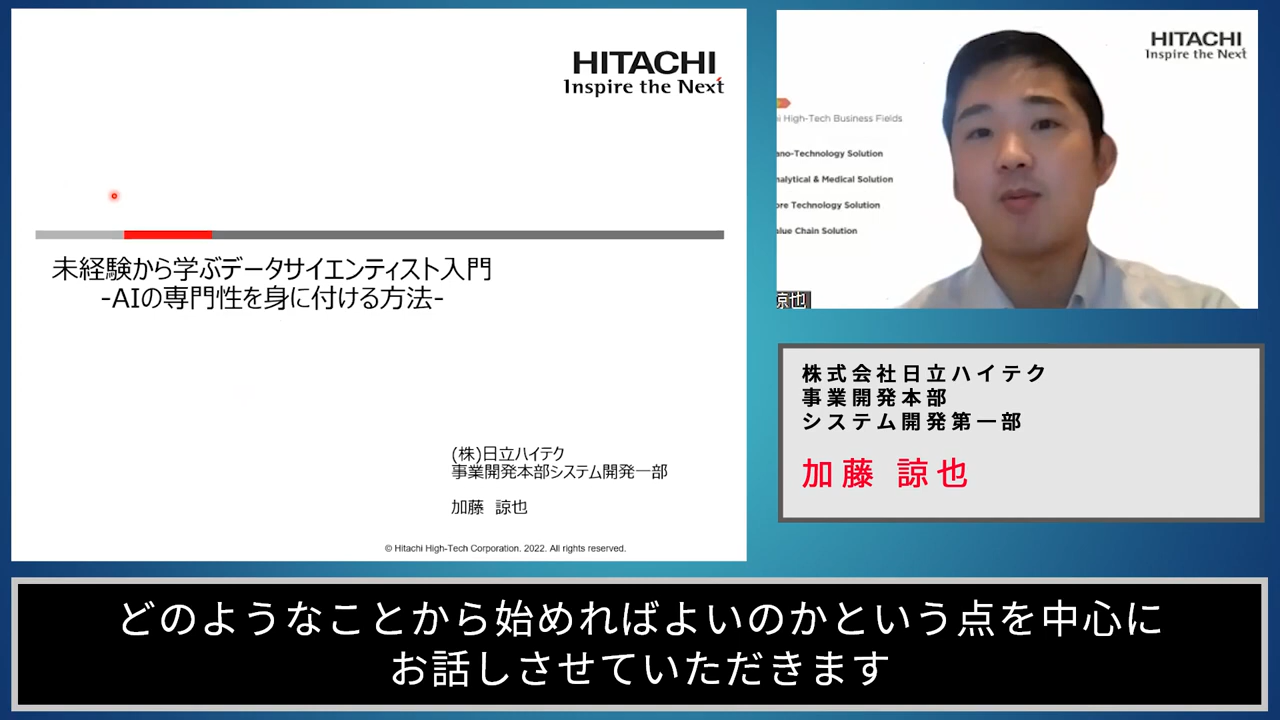 HITACHI
Inspire the Next
未経験から学ぶデータサイエンティスト入門
-AIの専門性を身に付ける方法-
(株)日立ハイテク
事業開発本部システム開発一部
加藤 諒也
© Hitachi High-Tech Corporation. 2022. All rights reserved.
HITACHI
Inspire the Next
High-Tech Business Fields
ano-Technology Solution
nalytical & Medical Solution
ore Technology Solution
alue Chain Solution
諒也
株式会社日立ハイテク
事業開発本部
システム開発第一部
加藤 諒也
どのようなことから始めればよいのかという点を中心に
お話しさせていただきます